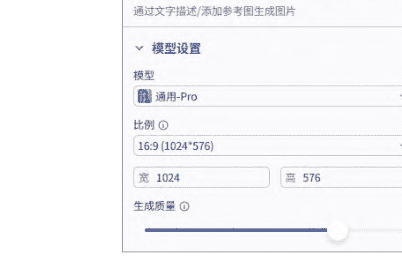 通过文字描述/添加参考图生成图片
模型设置
模型
通用-Pro
比例
16:9 (1024*576)
宽 1024
高 576
生成质量